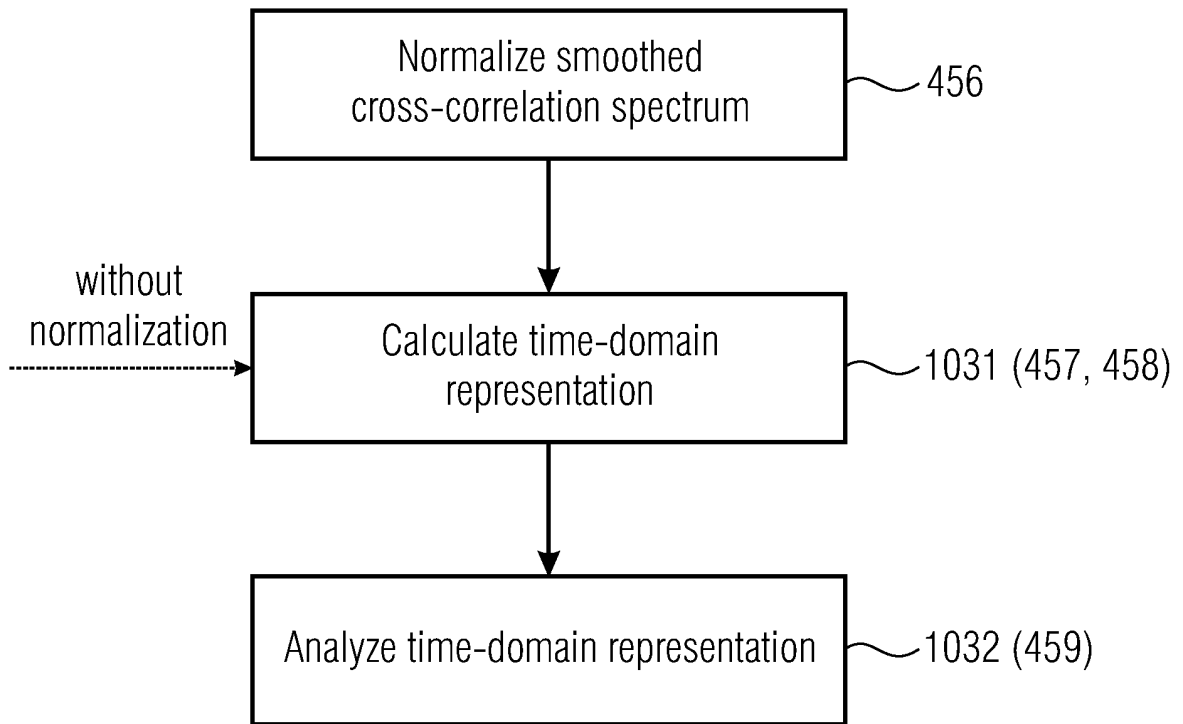 Normalize smoothed
cross-correlation spectrum
456
without
normalization
Calculate time-domain
representation
1031 (457, 458)
Analyze time-domain representation
1032 (459)